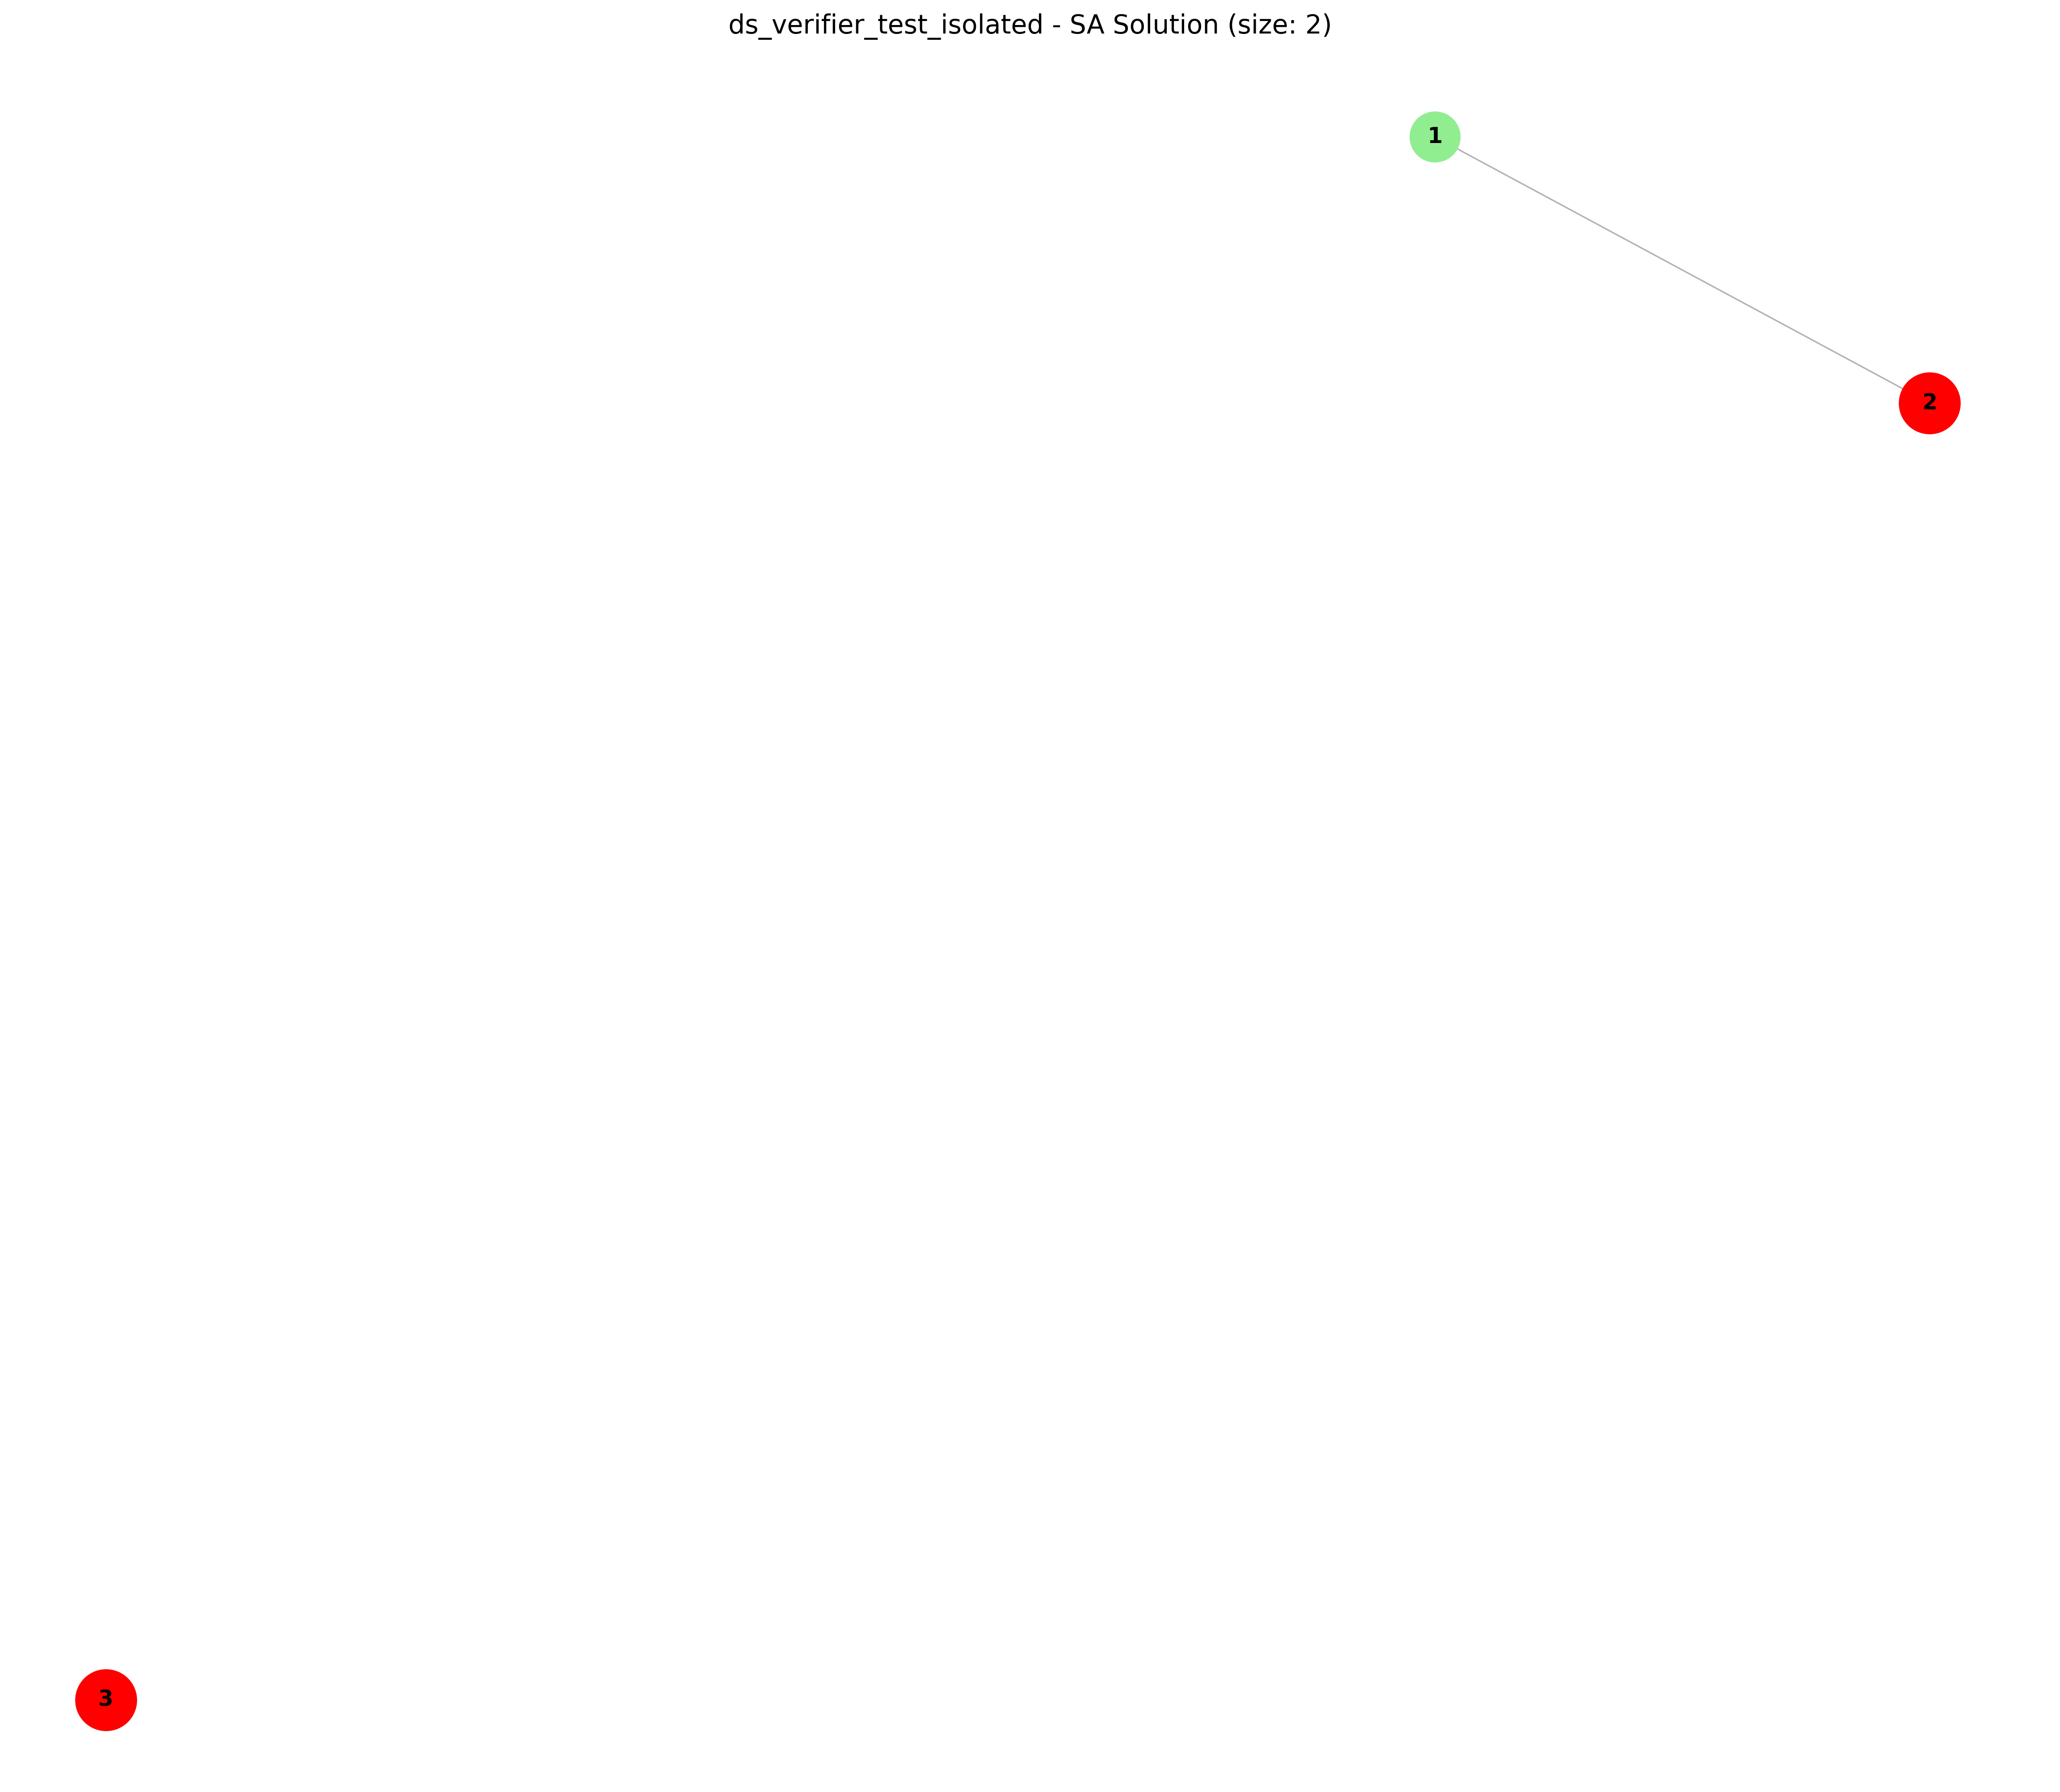 ds_verifier_test_isolated - SA Solution (size: 2)
1
2
3